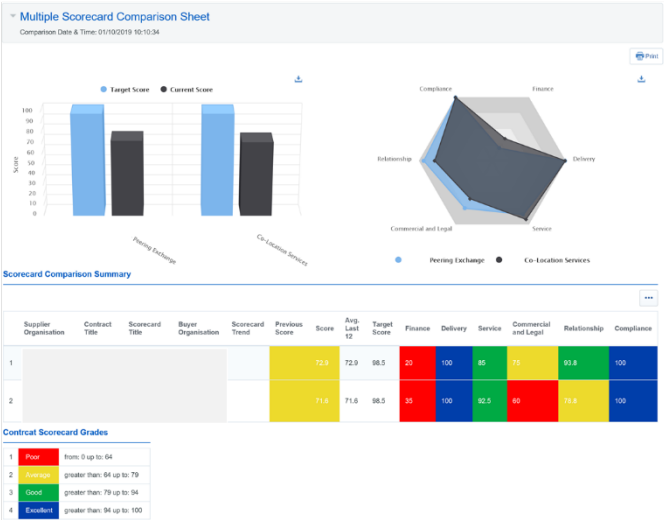 Multiple Scorecard Comparison Sheet
Comparison Date & Time: 01/10/2019 10:10:34
Print
Target Score Current Score
100
90
80
70
60
50
40
30
20
10
0
Score
Peering Exchange
Co-Location Services
Compliance
Finance
Relationship
Delivery
Commercial and Legal
Service
Peering Exchange Co-Location Services
Scorecard Comparison Summary
Supplier Organisation Contract Title Scorecard Title Buyer Organisation Scorecard Trend Previous Score Score Avg. Last 12 Target Score Finance Delivery Service Commercial and Legal Relationship Compliance
1 72.9 72.9 98.5 20 100 85 75 93.8 100
2 71.6 71.6 98.5 35 100 92.5 60 100
Contrcat Scorecard Grades
1 Poor from: 0 up to: 64
2 Average greater than: 64 up to: 79
3 Good greater than: 79 up to: 94
4 Excellent greater than: 94 up to: 100